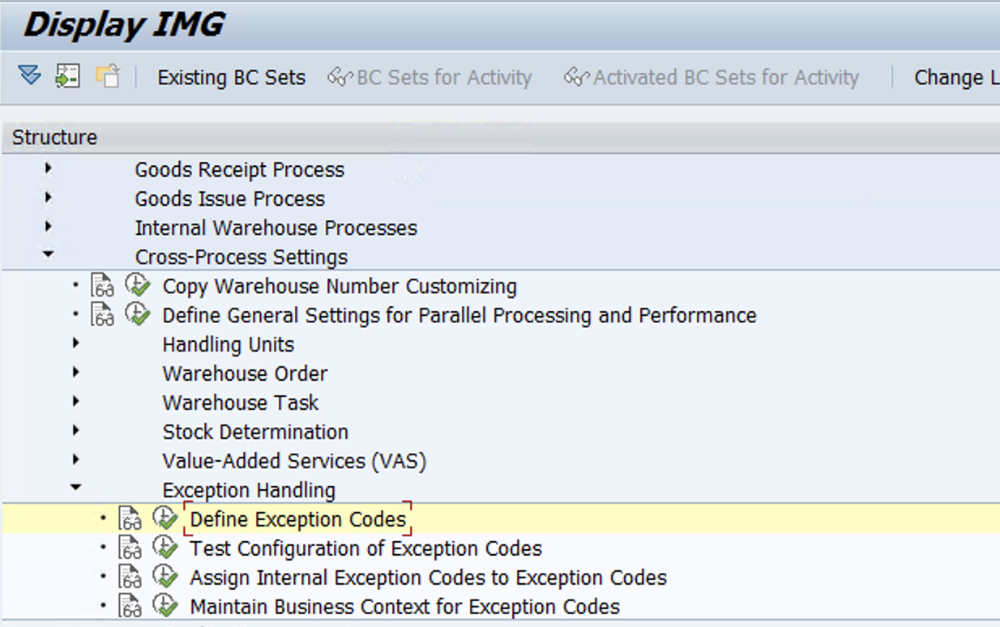 Display IMG
Existing BC Sets BC Sets for Activity Activated BC Sets for Activity Change L
Structure
Goods Receipt Process
Goods Issue Process
Internal Warehouse Processes
Cross-Process Settings
Copy Warehouse Number Customizing
Define General Settings for Parallel Processing and Performance
Handling Units
Warehouse Order
Warehouse Task
Stock Determination
Value-Added Services (VAS)
Exception Handling
Define Exception Codes
Test Configuration of Exception Codes
Assign Internal Exception Codes to Exception Codes
Maintain Business Context for Exception Codes